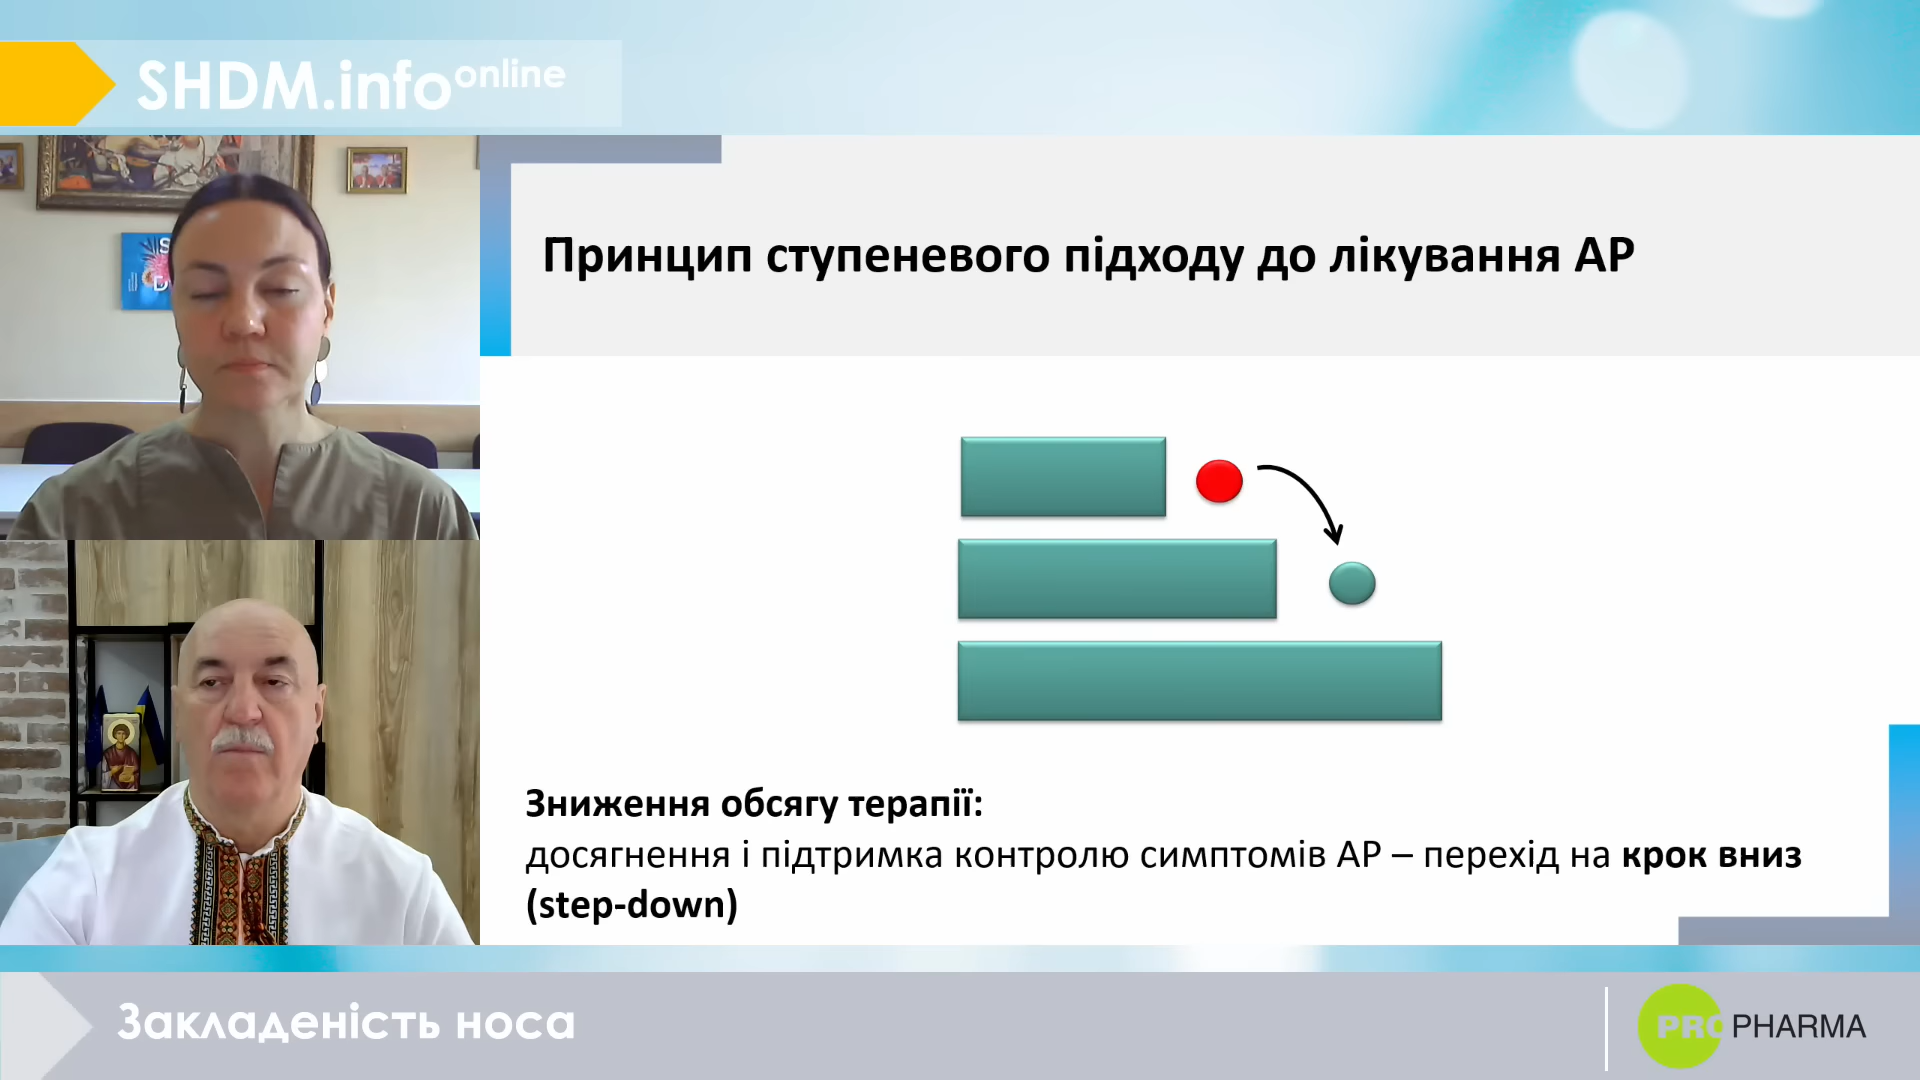 SHDM.info online
Принцип ступеневого підходу до лікування АР
Зниження обсягу терапії:
досягнення і підтримка контролю симптомів АР – перехід на крок вниз
(step-down)
Закладеність носа
PRO PHARMA